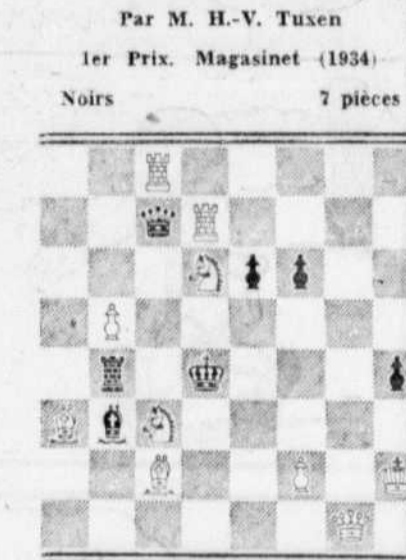 Par M. H.-V. Tuxen
1er Prix. Magasinet (1934)
Noirs 7 pièces